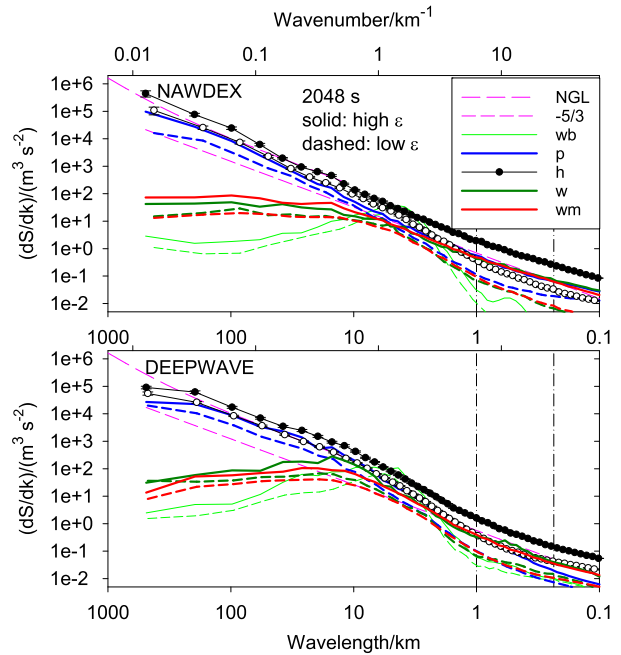 Wavenumber/km-1
0.01 0.1 1 10
NAWDEX
2048 s
solid: high ε
dashed: low ε
NGL
-5/3
wb
p
h
w
wm
1e+6
1e+5
1e+4
1e+3
1e+2
1e+1
1e+0
1e-1
1e-2
(dS/dk)/(m3 s-2)
1000 100 10 1 0.1
DEEPWAVE
1e+6
1e+5
1e+4
1e+3
1e+2
1e+1
1e+0
1e-1
1e-2
(dS/dk)/(m3 s-2)
1000 100 10 1 0.1
Wavelength/km